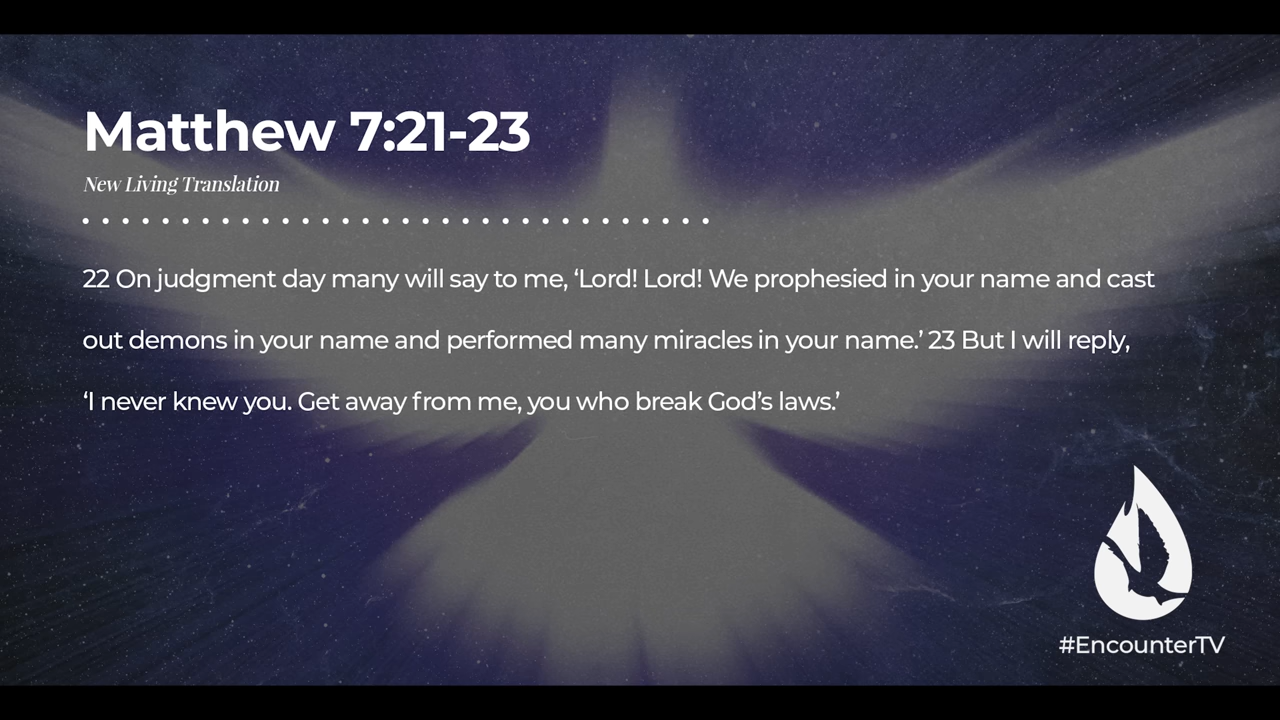 Matthew 7:21-23
New Living Translation
22 On judgment day many will say to me, ‘Lord! Lord! We prophesied in your name and cast
out demons in your name and performed many miracles in your name.’ 23 But I will reply,
‘I never knew you. Get away from me, you who break God’s laws.’
#EncounterTV